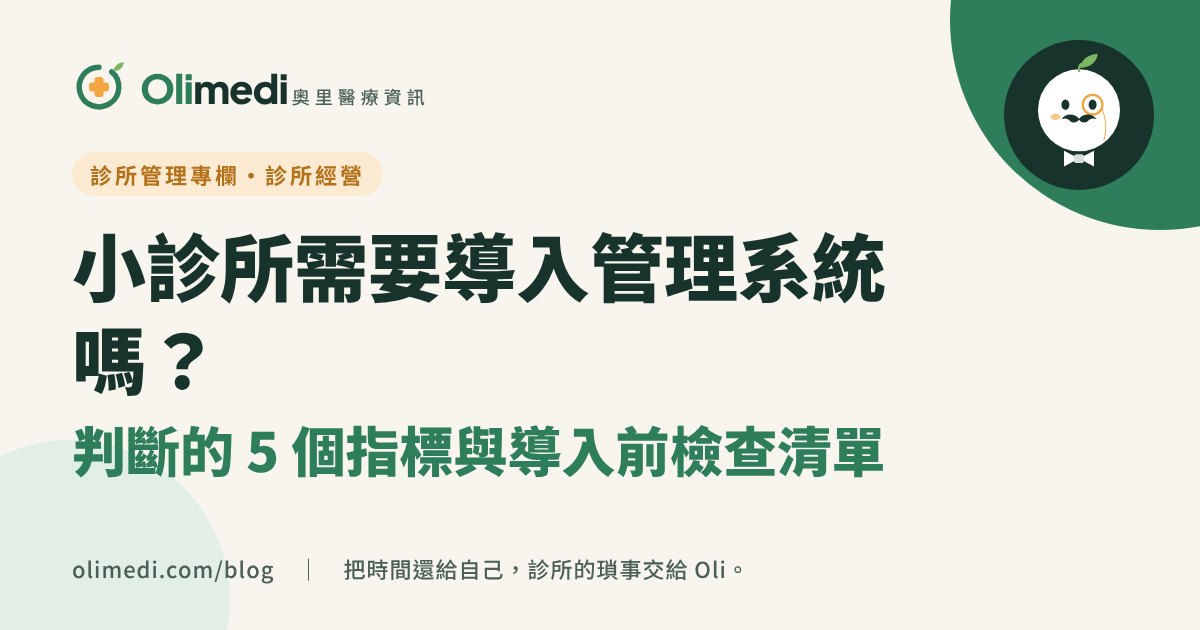 Olimedi 奧里醫療資訊
診所管理專欄・診所經營
小診所需要導入管理系統
嗎？
判斷的 5 個指標與導入前檢查清單
olimedi.com/blog ｜ 把時間還給自己，診所的瑣事交給 Oli。